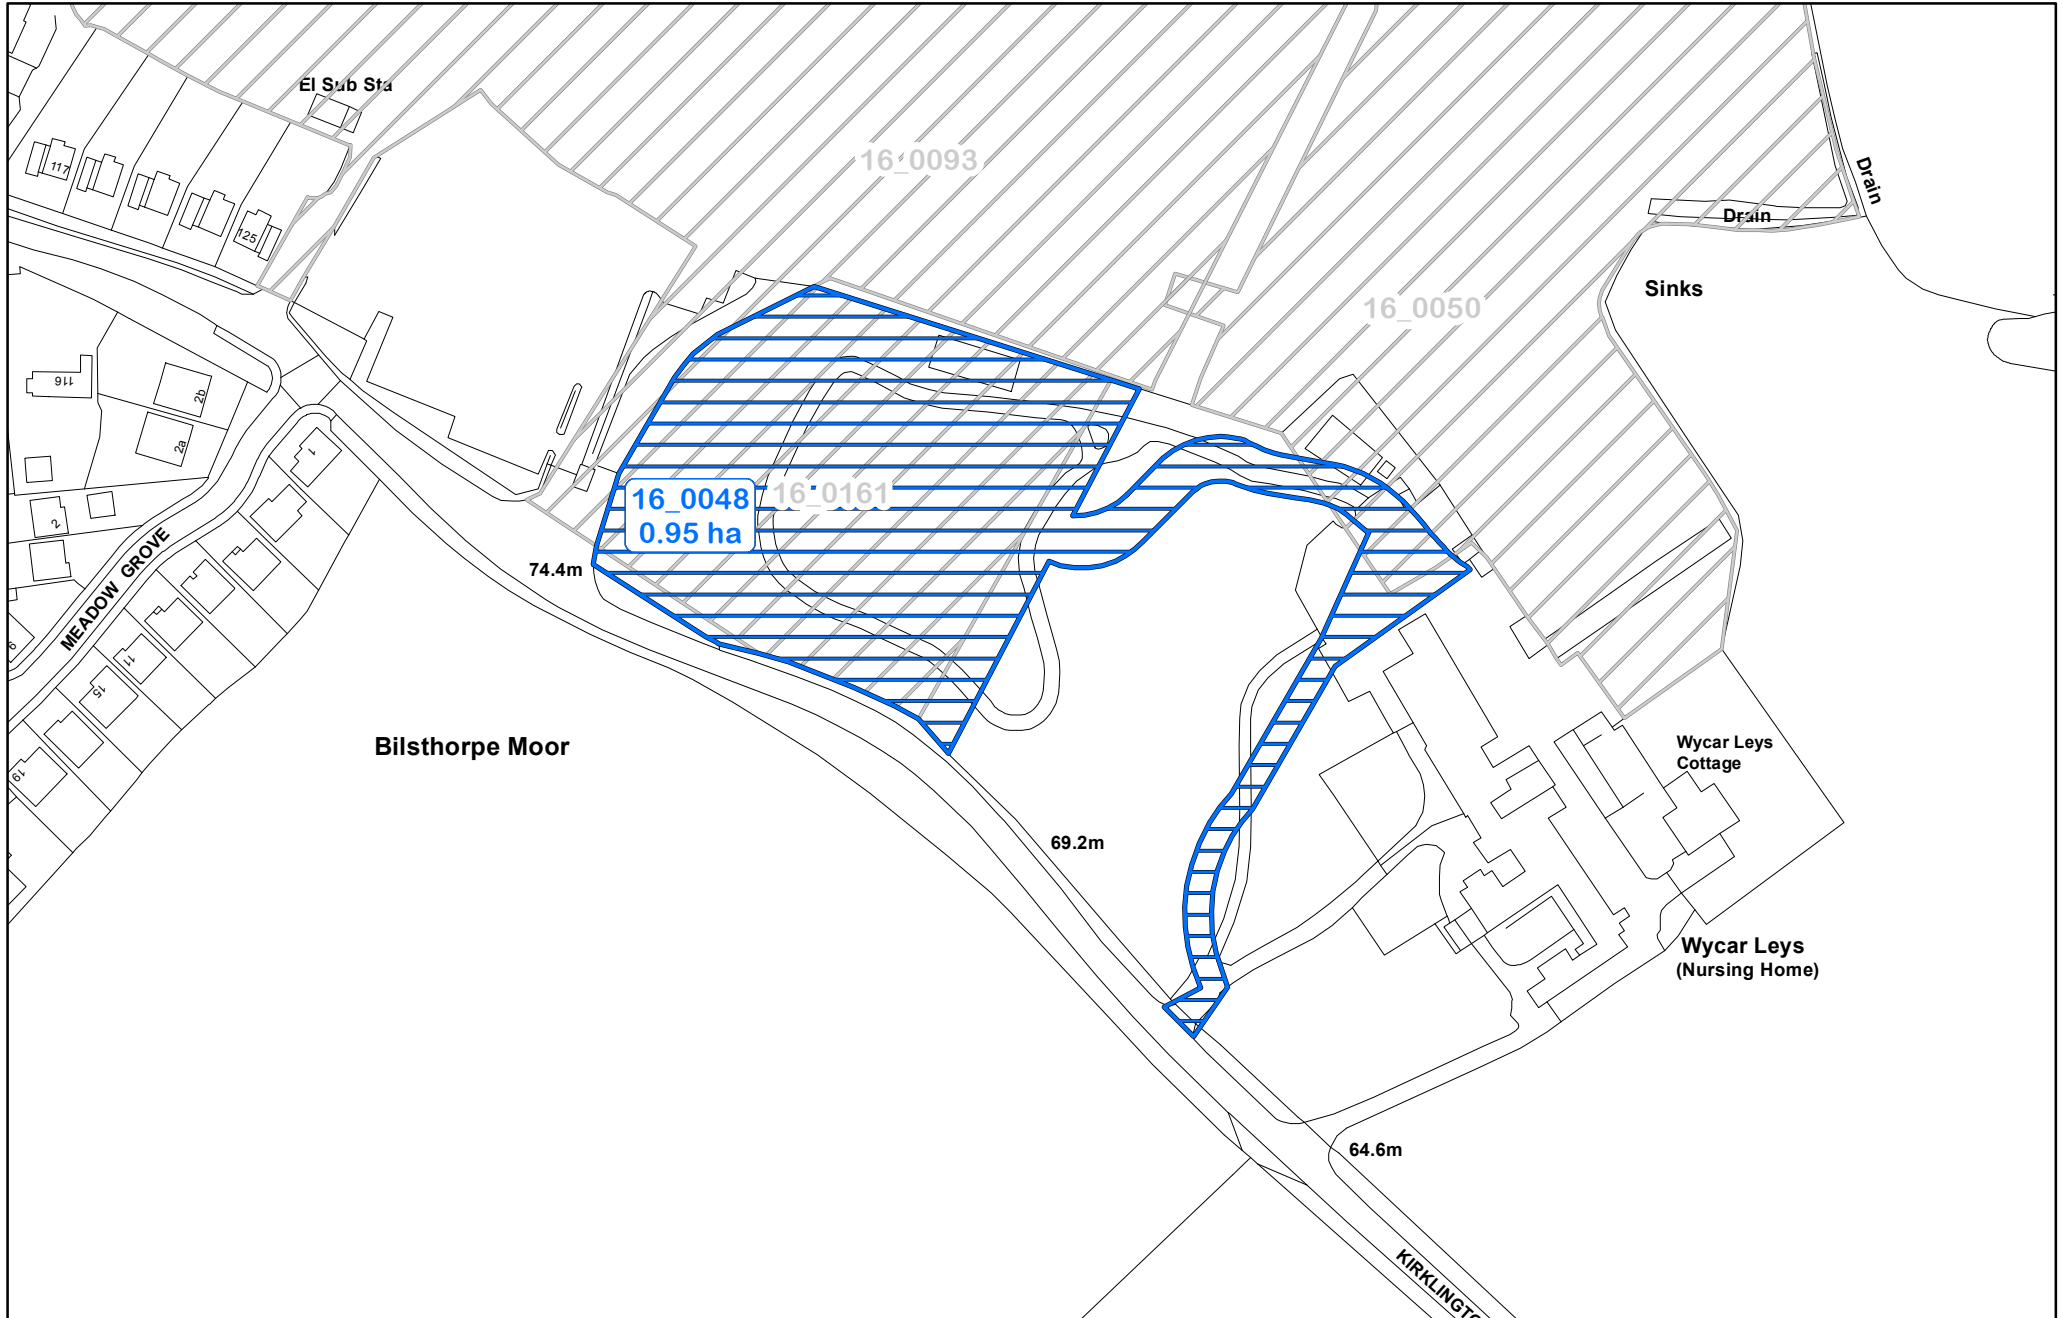 El Sub Sta
117
125
16_0093
Drain
Drain
Sinks
16_0050
116
2b
2a
1
2
9
MEADOW GROVE
11
15
19
16_0048
0.95 ha
16_0161
74.4m
Bilsthorpe Moor
69.2m
Wycar Leys
Cottage
Wycar Leys
(Nursing Home)
64.6m